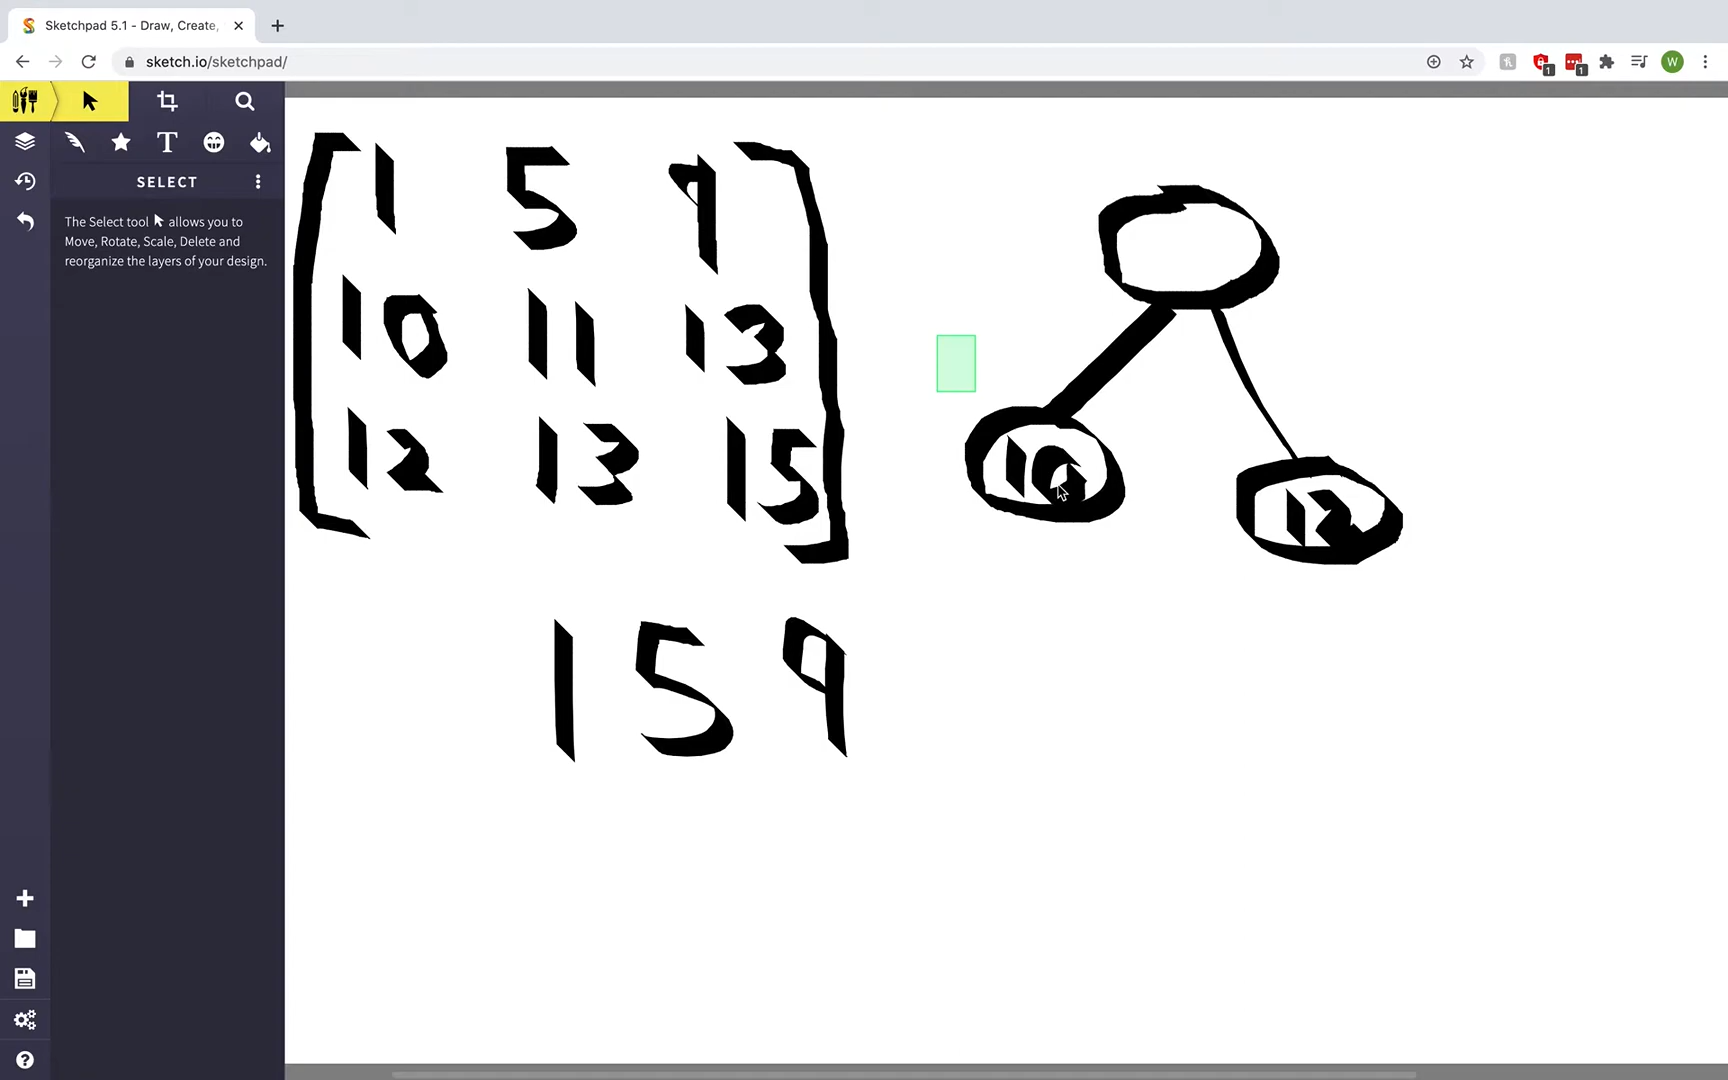 Sketchpad 5.1 - Draw, Create,
sketch.io/sketchpad/
1
1
W
T
SELECT
The Select tool allows you to
Move, Rotate, Scale, Delete and
reorganize the layers of your design.
1 5 9
10 11 13
12 13 15
10
12
1 5 9